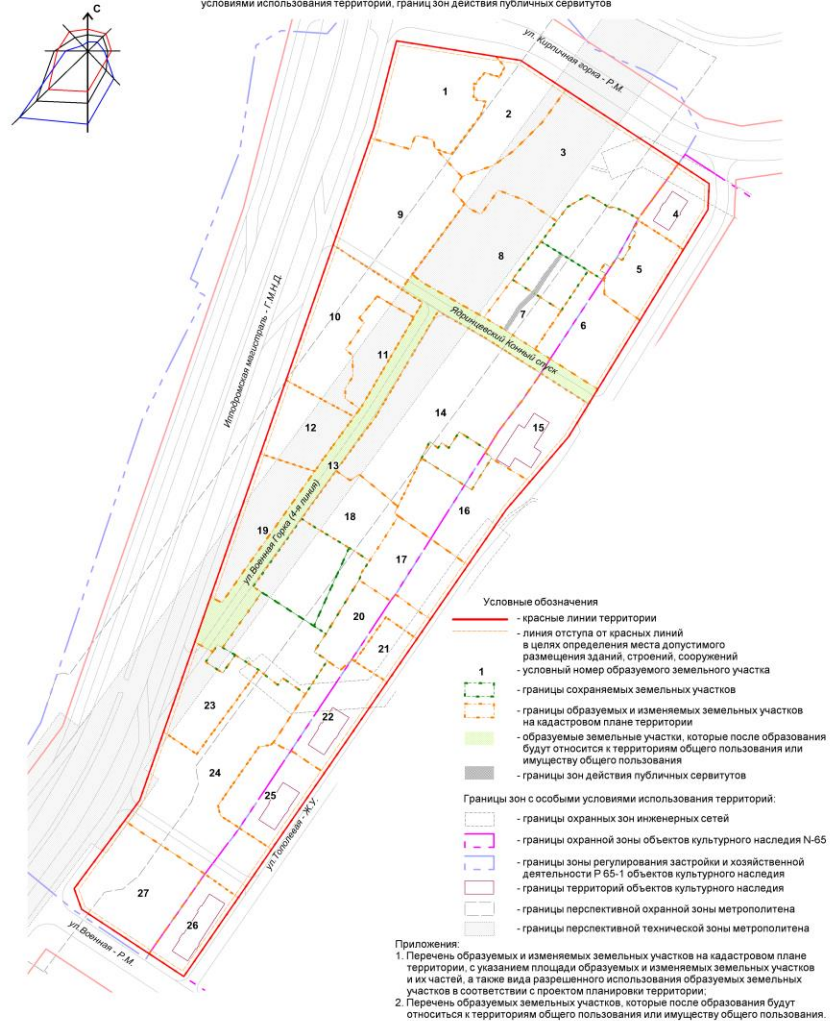 условиями использования территории, границ зон действия публичных сервитутов
С
ул. Кирпичная горка - Р.М.
1
2
3
4
5
6
7
8
9
10
11
12
13
14
15
16
17
18
19
20
21
22
23
24
25
26
27
Ипподромская магистраль - Г.М.Н.Д.
Ядринцевский Конный спуск
ул.Военная Горка (4-я линия)
ул.Тополевая - Ж.У.
ул.Военная - Р.М.
Условные обозначения
- красные линии территории
- линия отступа от красных линий
в целях определения места допустимого
размещения зданий, строений, сооружений
1 - условный номер образуемого земельного участка
- границы сохраняемых земельных участков
- границы образуемых и изменяемых земельных участков
на кадастровом плане территории
- образуемые земельные участки, которые после образования
будут относится к территориям общего пользования или
имуществу общего пользования
- границы зон действия публичных сервитутов
Границы зон с особыми условиями использования территорий:
- границы охранных зон инженерных сетей
- границы охранной зоны объектов культурного наследия N-65
- границы зоны регулирования застройки и хозяйственной
деятельности Р 65-1 объектов культурного наследия
- границы территорий объектов культурного наследия
- границы перспективной охранной зоны метрополитена
- границы перспективной технической зоны метрополитена
Приложения:
1. Перечень образуемых и изменяемых земельных участков на кадастровом плане
территории, с указанием площади образуемых и изменяемых земельных участков
и их частей, а также вида разрешенного использования образуемых земельных
участков в соответствии с проектом планировки территории;
2. Перечень образуемых земельных участков, которые после образования будут
относиться к территориям общего пользования или имуществу общего пользования.